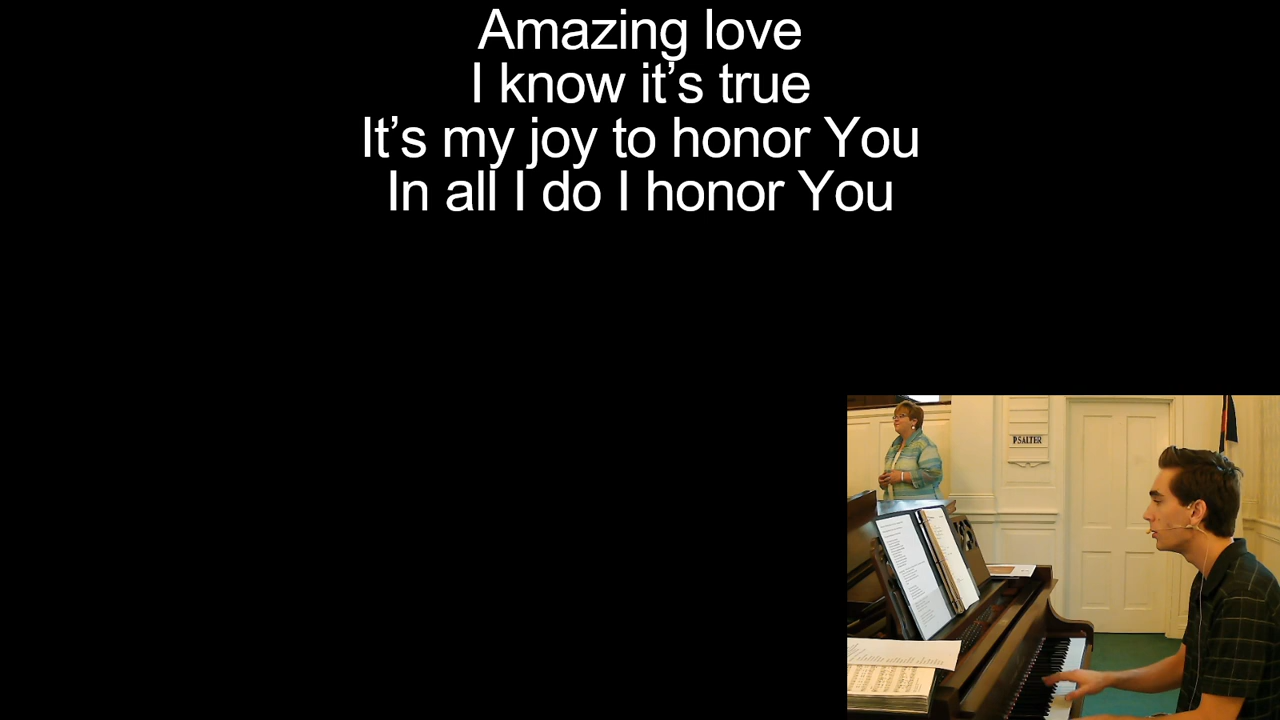 Amazing love
I know it’s true
It’s my joy to honor You
In all I do I honor You
PSALTER